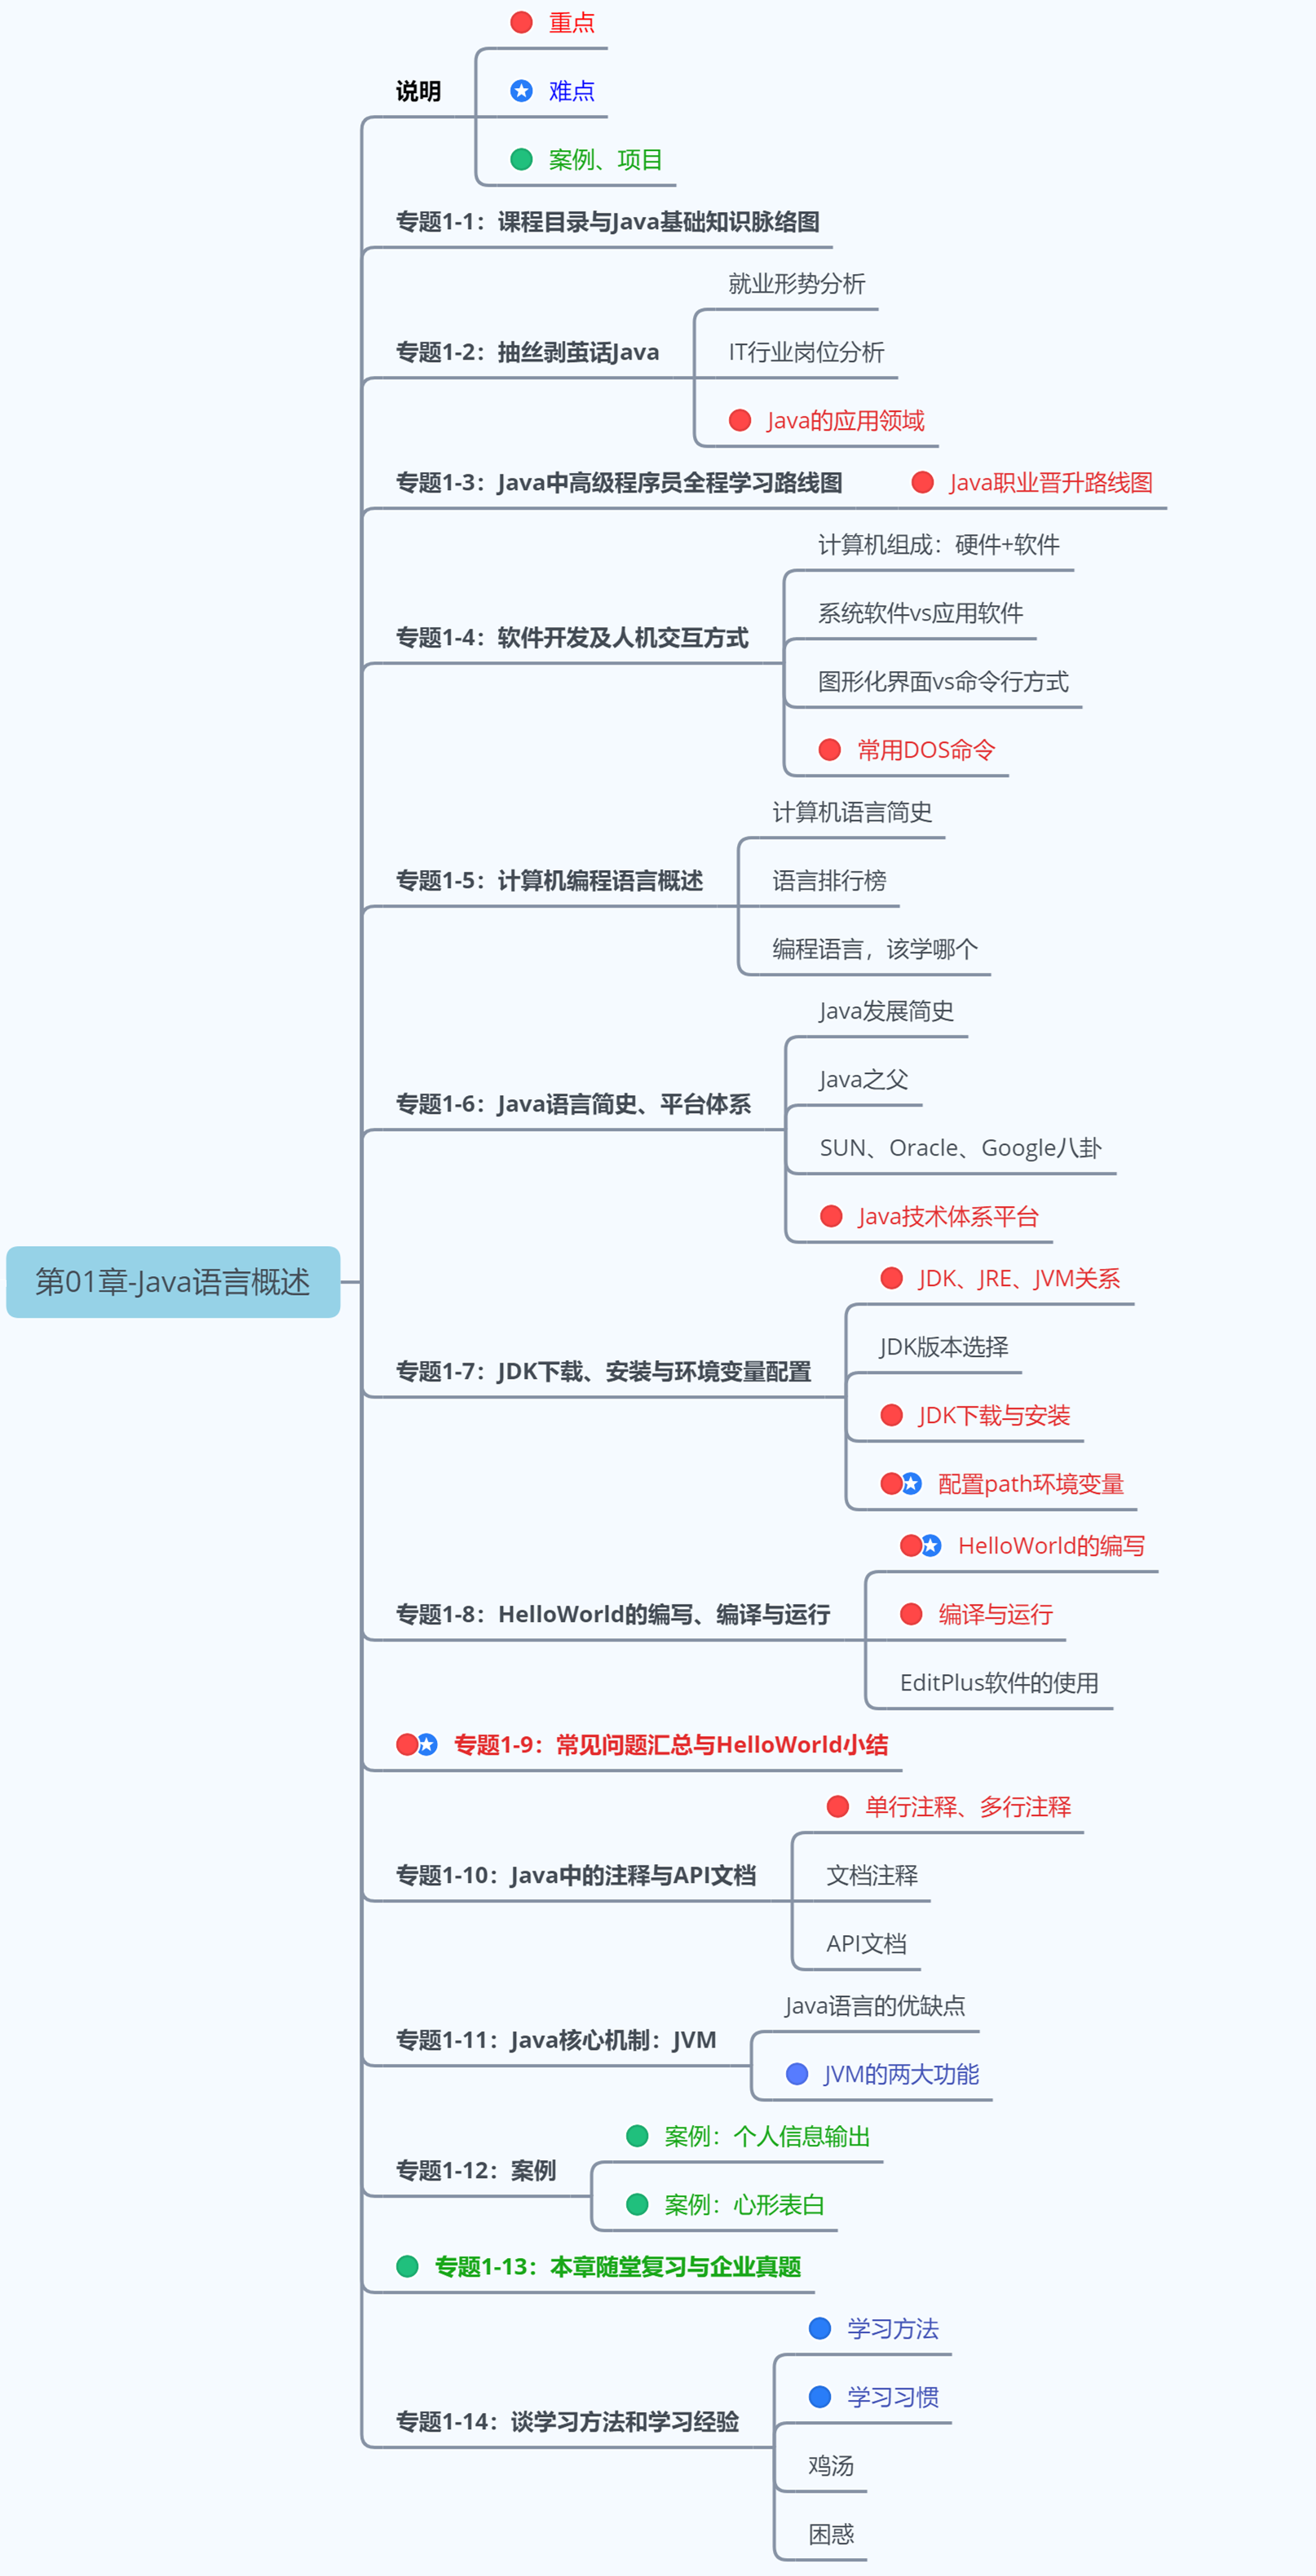 重点
说明
难点
案例、项目
专题1-1：课程目录与Java基础知识脉络图
就业形势分析
专题1-2：抽丝剥茧话Java
IT行业岗位分析
Java的应用领域
专题1-3：Java中高级程序员全程学习路线图
Java职业晋升路线图
计算机组成：硬件+软件
系统软件vs应用软件
专题1-4：软件开发及人机交互方式
图形化界面vs命令行方式
常用DOS命令
计算机语言简史
专题1-5：计算机编程语言概述
语言排行榜
编程语言，该学哪个
Java发展简史
Java之父
专题1-6：Java语言简史、平台体系
SUN、Oracle、Google八卦
Java技术体系平台
第01章-Java语言概述
JDK、JRE、JVM关系
JDK版本选择
专题1-7：JDK下载、安装与环境变量配置
JDK下载与安装
配置path环境变量
HelloWorld的编写
专题1-8：HelloWorld的编写、编译与运行
编译与运行
EditPlus软件的使用
专题1-9：常见问题汇总与HelloWorld小结
单行注释、多行注释
专题1-10：Java中的注释与API文档
文档注释
API文档
Java语言的优缺点
专题1-11：Java核心机制：JVM
JVM的两大功能
案例：个人信息输出
专题1-12：案例
案例：心形表白
专题1-13：本章随堂复习与企业真题
学习方法
学习习惯
专题1-14：谈学习方法和学习经验
鸡汤
困惑